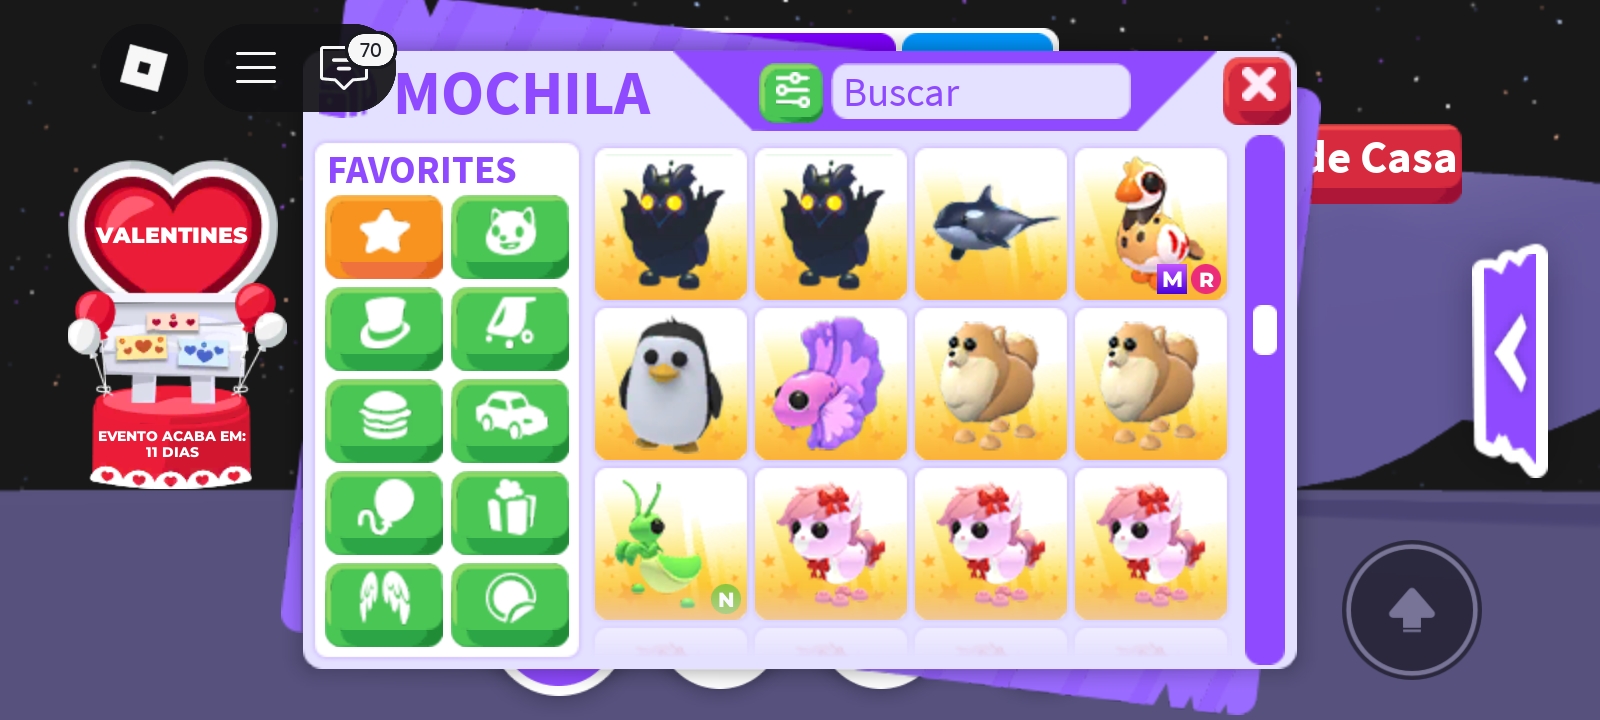 70
MOCHILA
Buscar
FAVORITES
de Casa
VALENTINES
M R
EVENTO ACABA EM:
11 DIAS
N